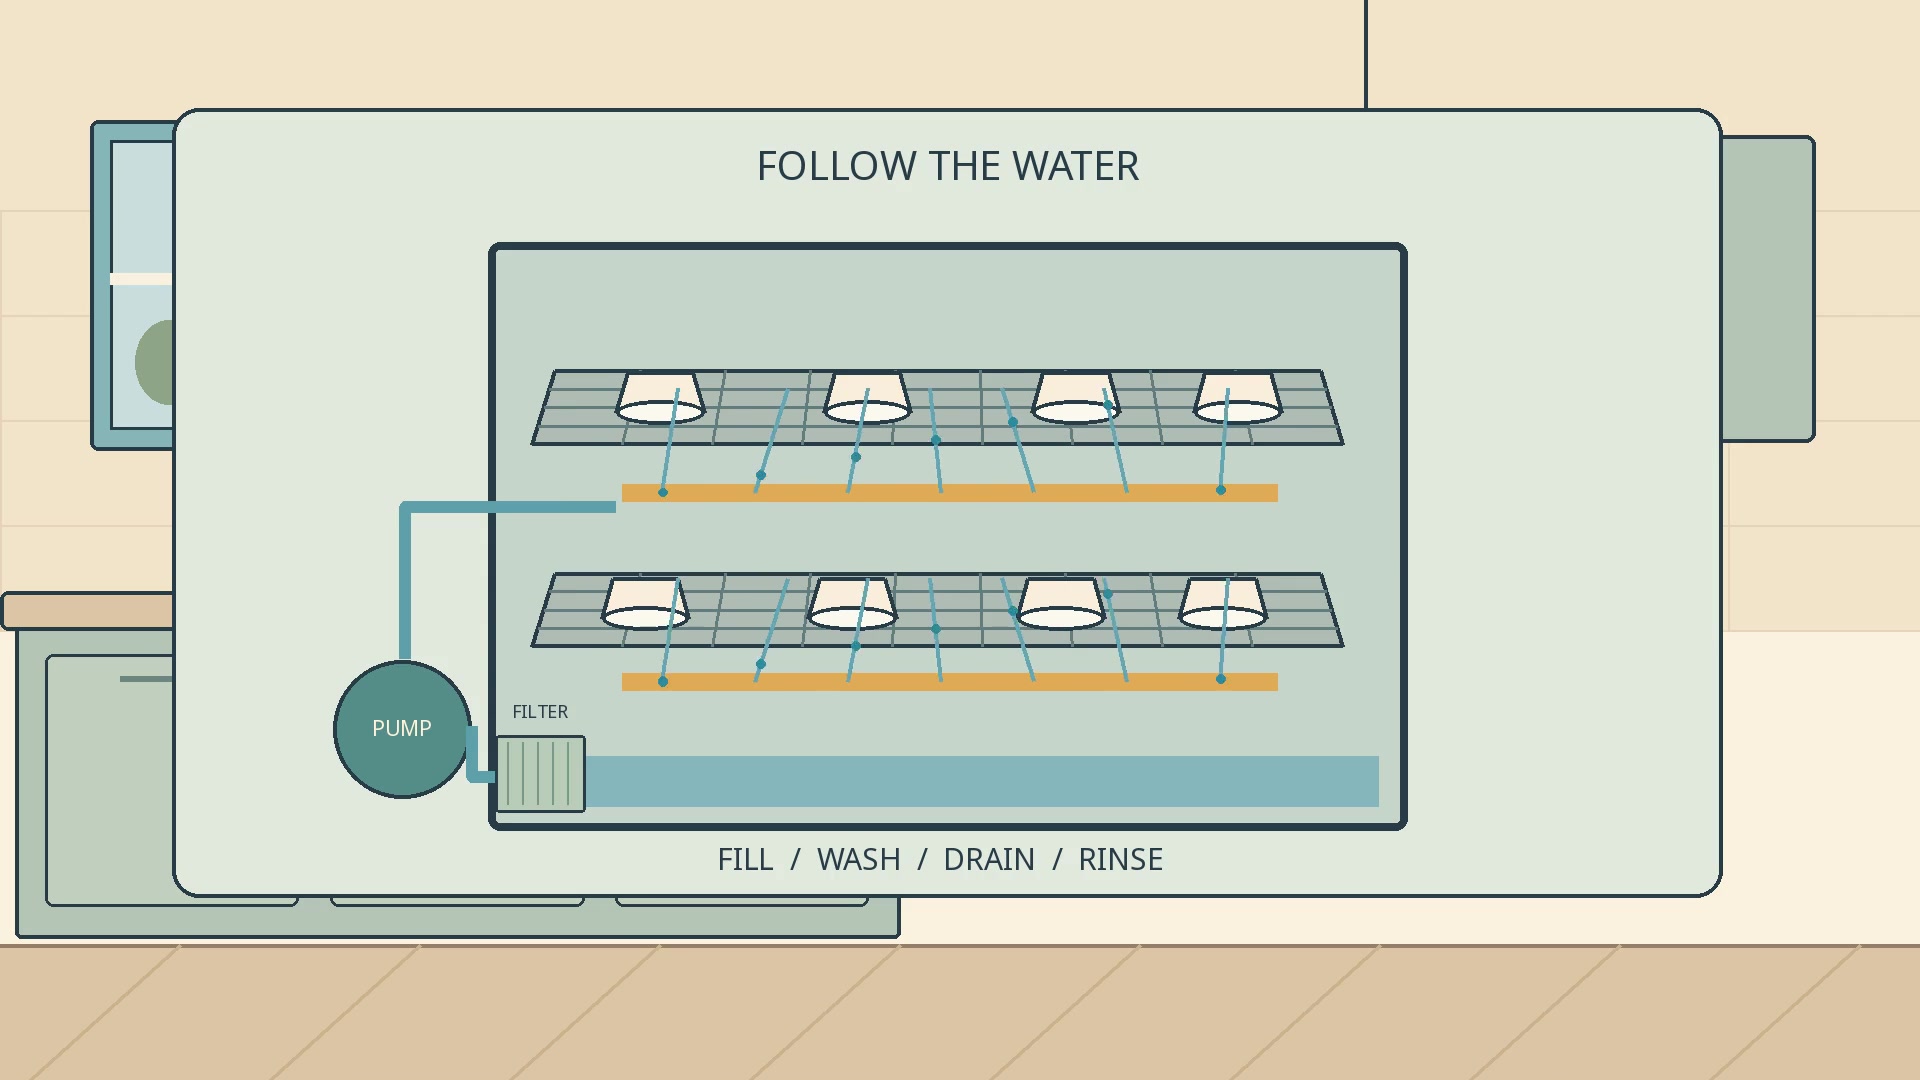 FOLLOW THE WATER
FILTER
PUMP
FILL / WASH / DRAIN / RINSE